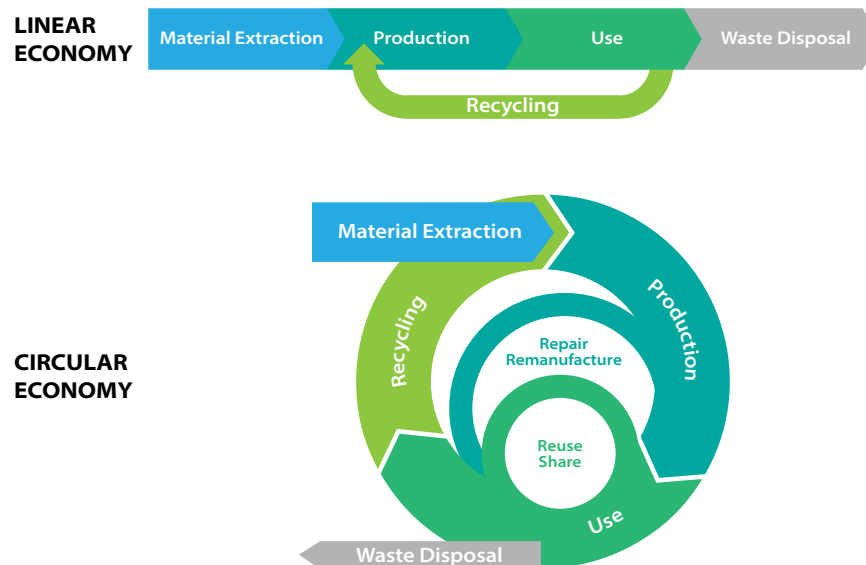 LINEAR
ECONOMY
Material Extraction
Production
Use
Waste Disposal
Recycling
CIRCULAR
ECONOMY
Material Extraction
Production
Recycling
Repair
Remanufacture
Reuse
Share
Use
Waste Disposal